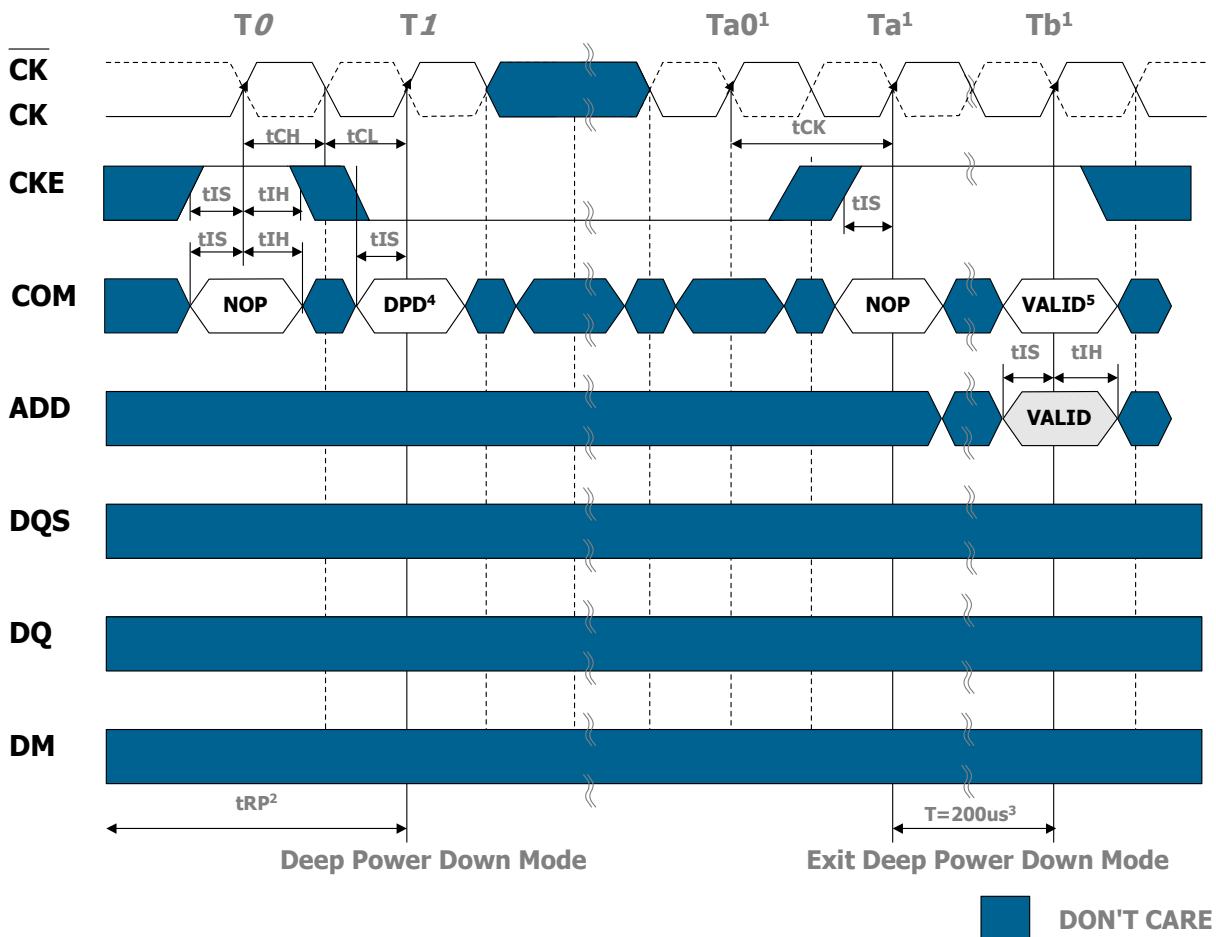 T0 T1 Ta0¹ Ta¹ Tb¹
CK
CK
tCH tCL tCK
CKE
tIS tIH tIS
tIS tIH tIS
COM
NOP DPD⁴ NOP VALID⁵
tIS tIH
ADD
VALID
DQS
DQ
DM
tRP² T=200us³
Deep Power Down Mode Exit Deep Power Down Mode
DON'T CARE